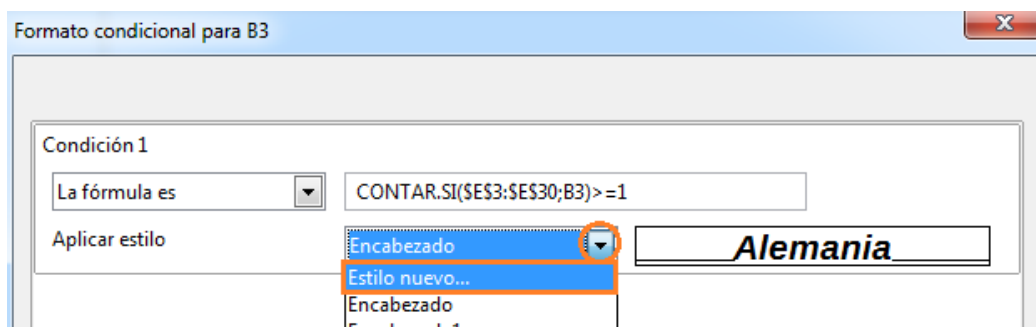 Formato condicional para B3
Condición 1
La fórmula es
CONTAR.SI($E$3:$E$30;B3)>=1
Aplicar estilo
Encabezado
Alemania
Estilo nuevo...
Encabezado